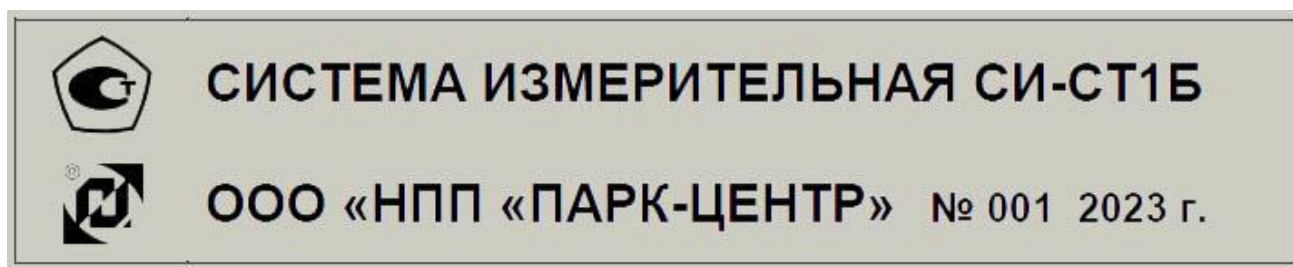 СИСТЕМА ИЗМЕРИТЕЛЬНАЯ СИ-СТ1Б
® ООО «НПП «ПАРК-ЦЕНТР» № 001 2023 г.